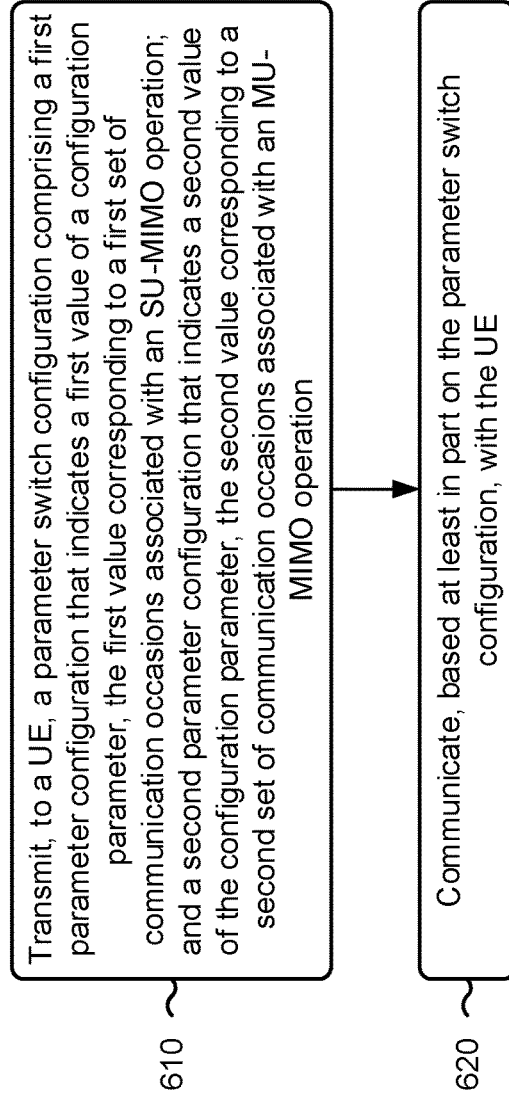 610
Transmit, to a UE, a parameter switch configuration comprising a first
parameter configuration that indicates a first value of a configuration
parameter, the first value corresponding to a first set of
communication occasions associated with an SU-MIMO operation;
and a second parameter configuration that indicates a second value
of the configuration parameter, the second value corresponding to a
second set of communication occasions associated with an MU-
MIMO operation
620
Communicate, based at least in part on the parameter switch
configuration, with the UE